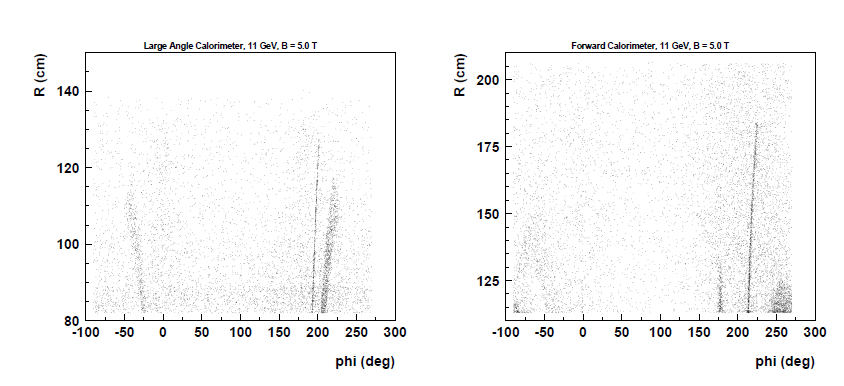 Large Angle Calorimeter, 11 GeV, B = 5.0 T
R (cm)
140
120
100
80
-100 -50 0 50 100 150 200 250 300
phi (deg)
Forward Calorimeter, 11 GeV, B = 5.0 T
R (cm)
200
175
150
125
-100 -50 0 50 100 150 200 250 300
phi (deg)